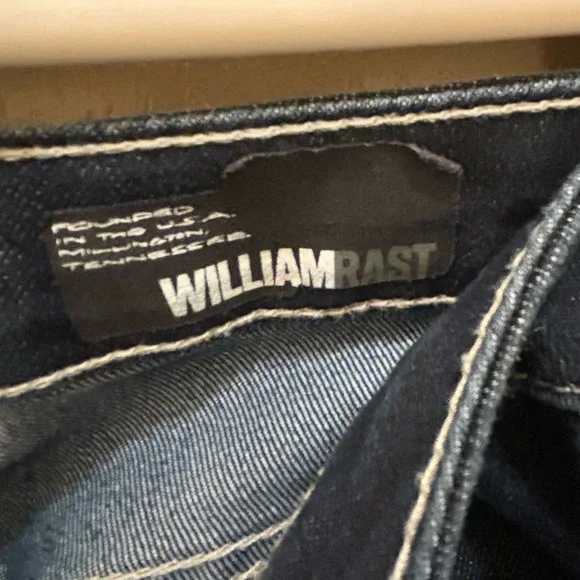 FOUNDED
IN THE U.S.A.
MILLINGTON,
TENNESSEE
WILLIAMRAST